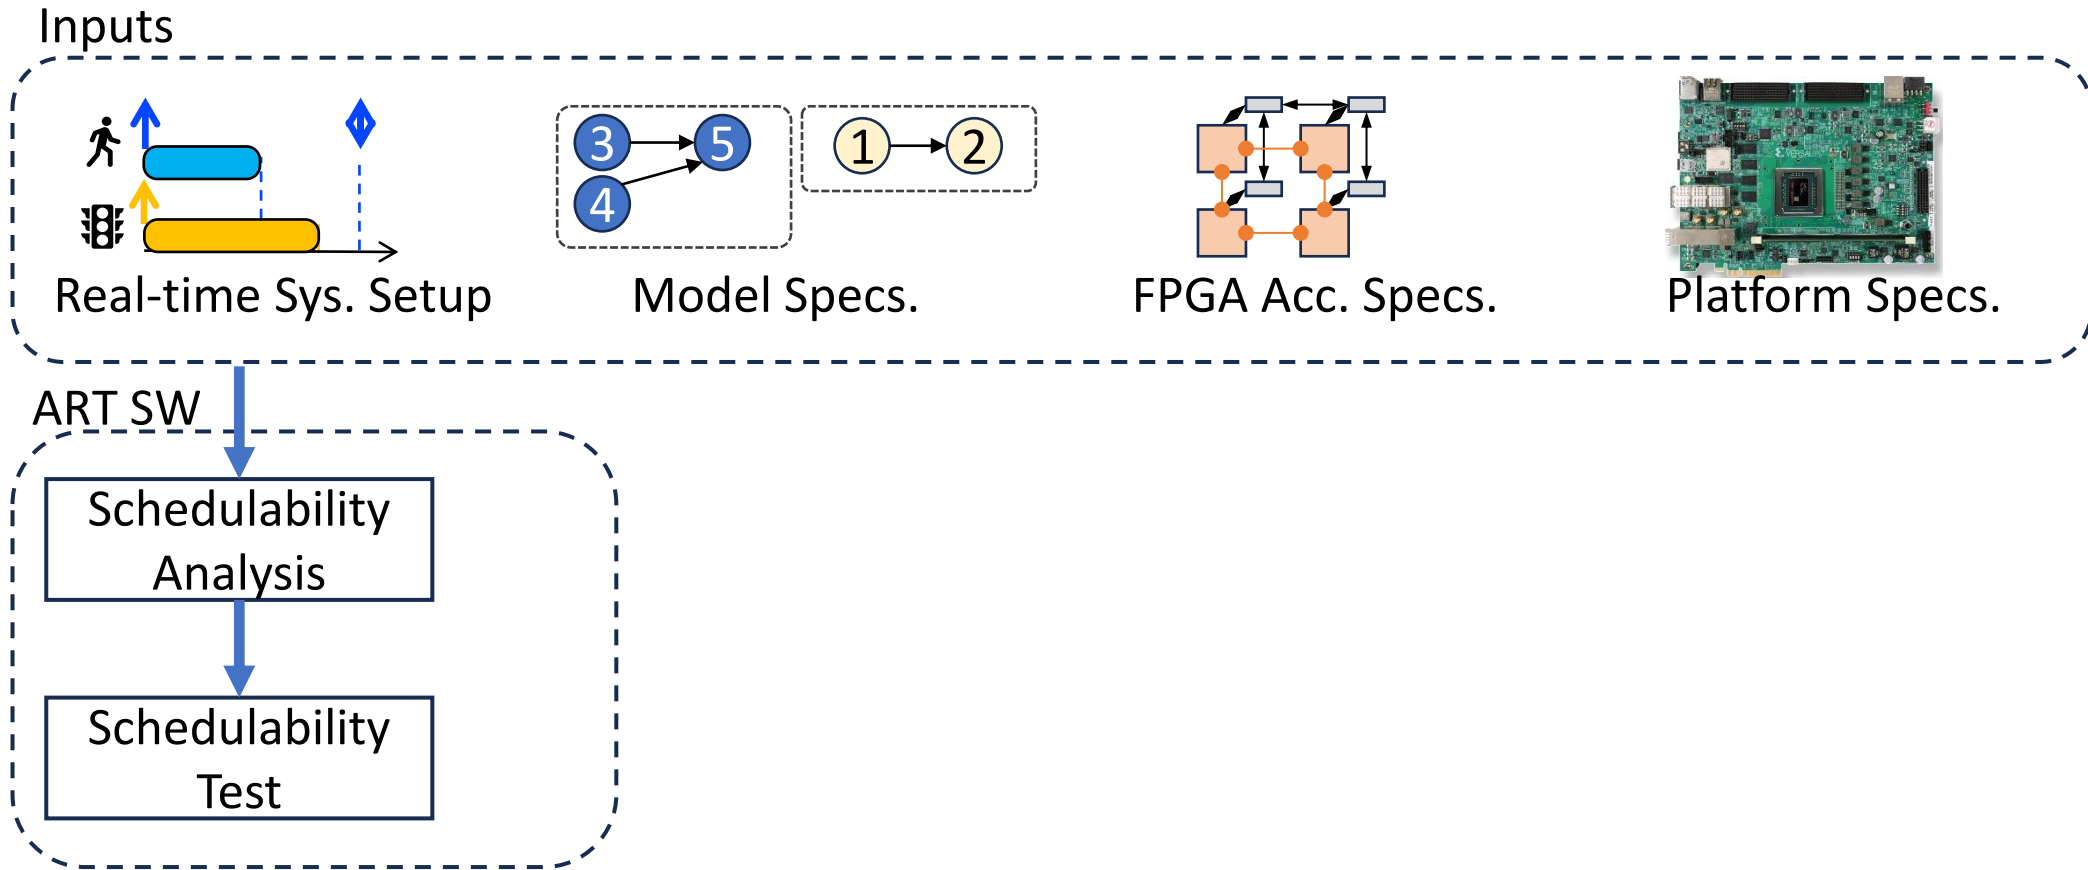 Inputs
3
5
4
1
2
VERSAL
Real-time Sys. Setup
Model Specs.
FPGA Acc. Specs.
Platform Specs.
ART SW
Schedulability
Analysis
Schedulability
Test